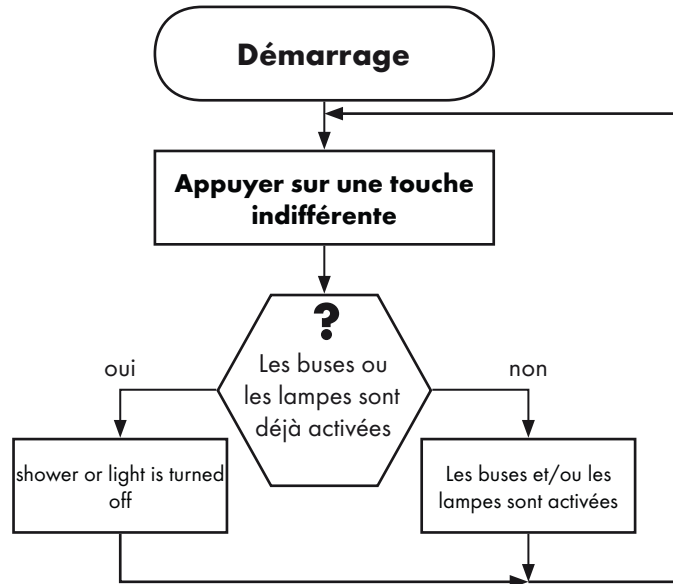 Démarrage
Appuyer sur une touche
indifférente
?
Les buses ou
les lampes sont
déjà activées
oui
non
shower or light is turned
off
Les buses et/ou les
lampes sont activées